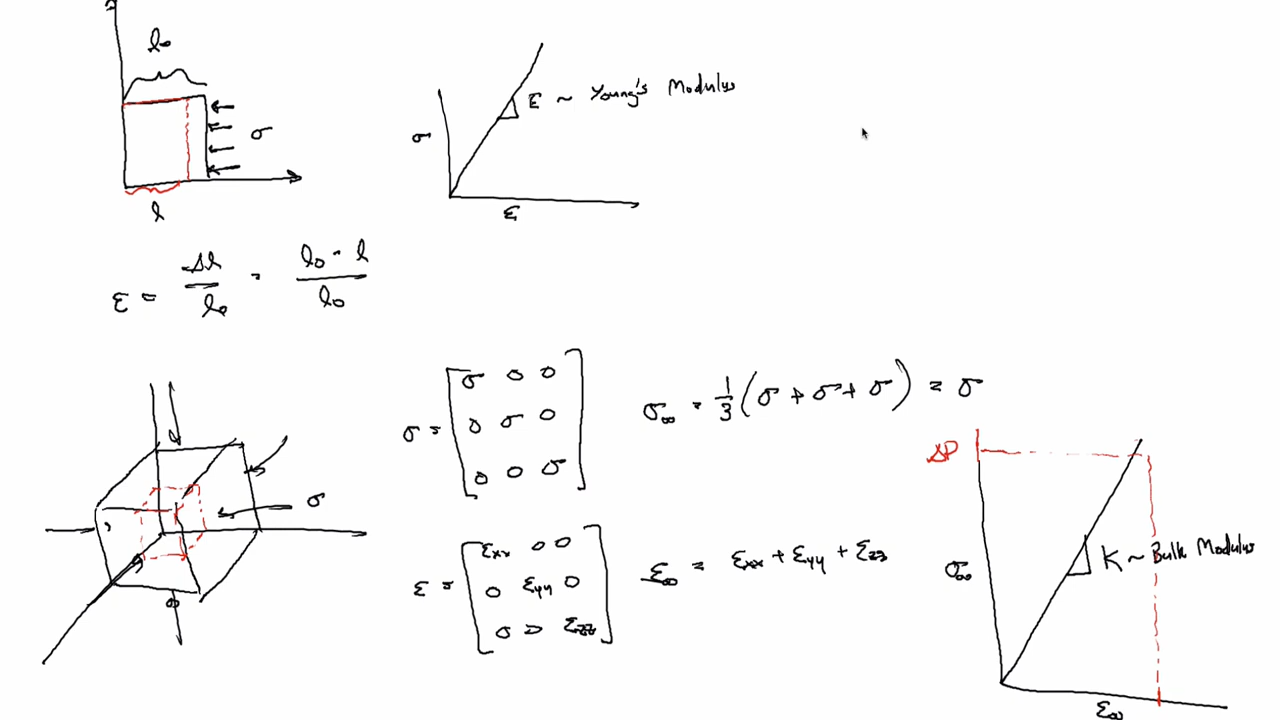 l₀
σ
l
σ
E ~ Young's Modulus
ε
ε = Δl / l₀ = (l₀ - l) / l₀
σ
σ = [σ 0 0
0 σ 0
0 0 σ]
σ∞ = 1/3 (σ + σ + σ) = σ
ε = [εxx 0 0
0 εyy 0
0 0 εzz]
ε∞ = εxx + εyy + εzz
ΔP
σ∞
K ~ Bulk Modulus
ε∞